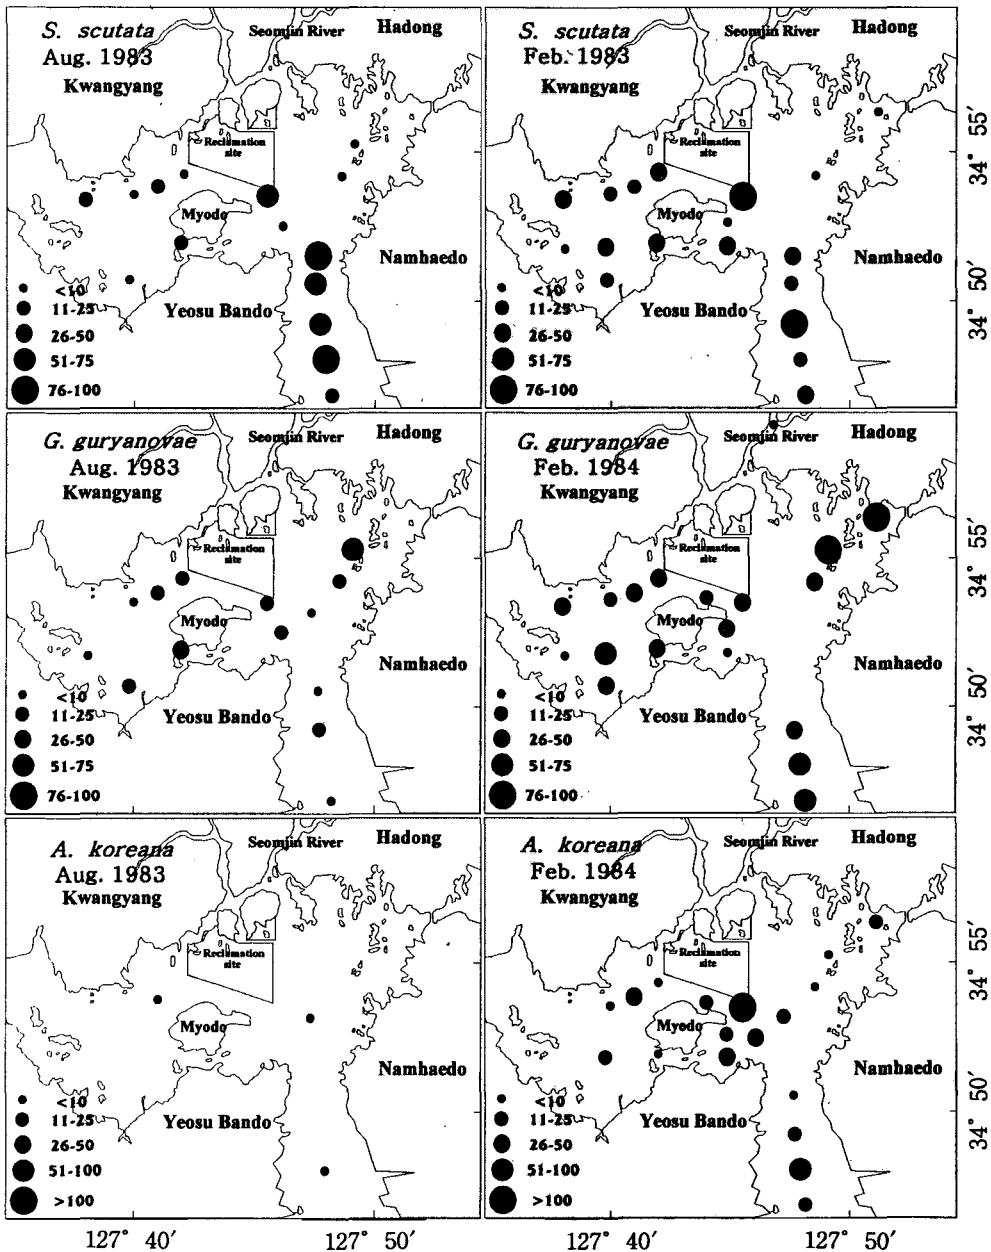 S. scutata
Aug. 1983
Kwangyang
Seomjin River
Hadong
Reclamation
site
Myodo
Namhaedo
Yeosu Bando
<10
11-25
26-50
51-75
76-100
S. scutata
Feb. 1983
Kwangyang
Seomjin River
Hadong
Reclamation
site
Myodo
Namhaedo
Yeosu Bando
<10
11-25
26-50
51-75
76-100
34° 55′
34° 50′
G. guryanovae
Aug. 1983
Kwangyang
Seomjin River
Hadong
Reclamation
site
Myodo
Namhaedo
Yeosu Bando
<10
11-25
26-50
51-75
76-100
G. guryanovae
Feb. 1984
Kwangyang
Seomjin River
Hadong
Reclamation
site
Myodo
Namhaedo
Yeosu Bando
<10
11-25
26-50
51-75
76-100
34° 55′
34° 50′
A. koreana
Aug. 1983
Kwangyang
Seomjin River
Hadong
Reclamation
site
Myodo
Namhaedo
Yeosu Bando
<10
11-25
26-50
51-100
>100
A. koreana
Feb. 1984
Kwangyang
Seomjin River
Hadong
Reclamation
site
Myodo
Namhaedo
Yeosu Bando
<10
11-25
26-50
51-100
>100
34° 55′
34° 50′
127° 40′
127° 50′
127° 40′
127° 50′